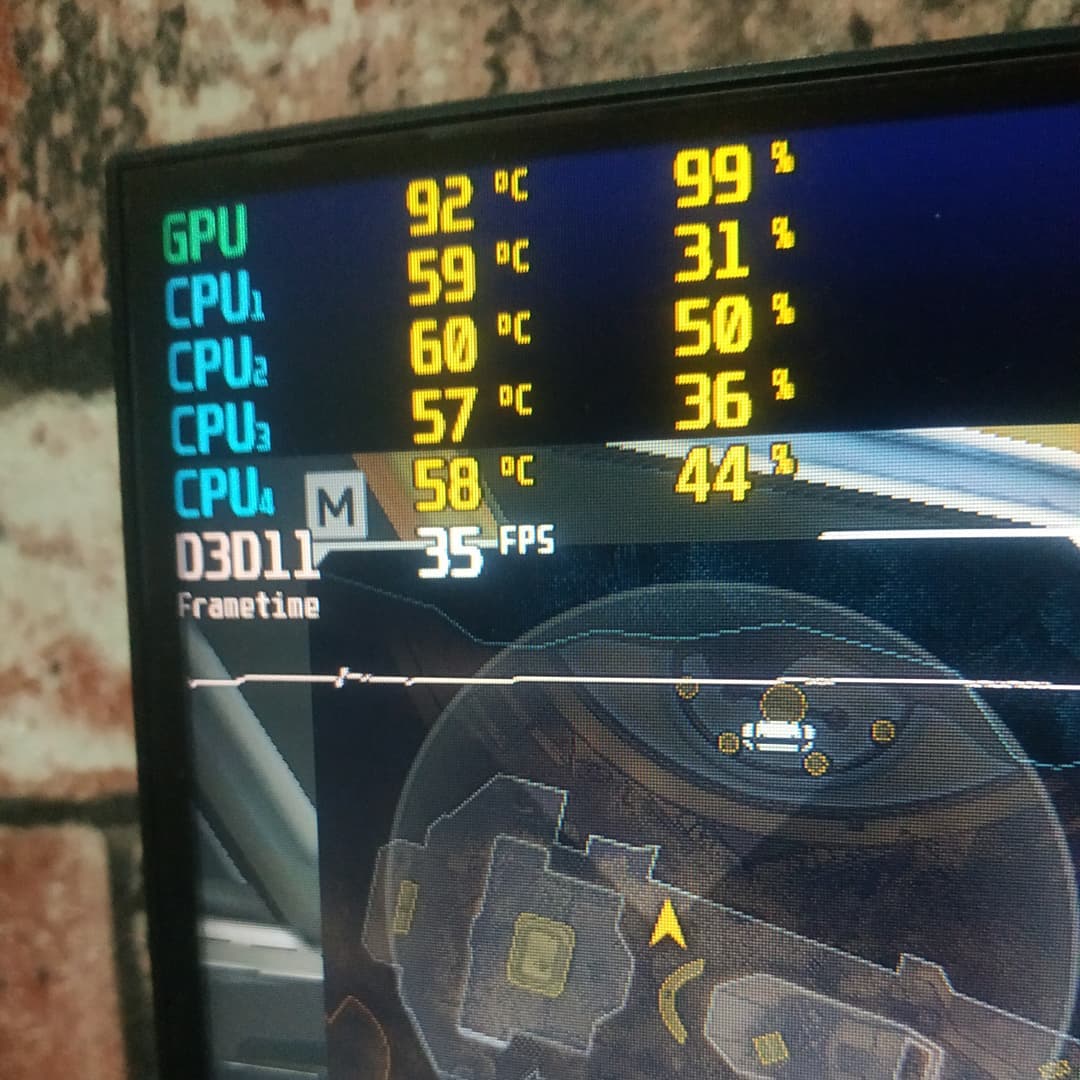 GPU 92 °C 99 %
CPU1 59 °C 31 %
CPU2 60 °C 50 %
CPU3 57 °C 36 %
CPU4 58 °C 44 %
M
D3D11 35 FPS
Frametime